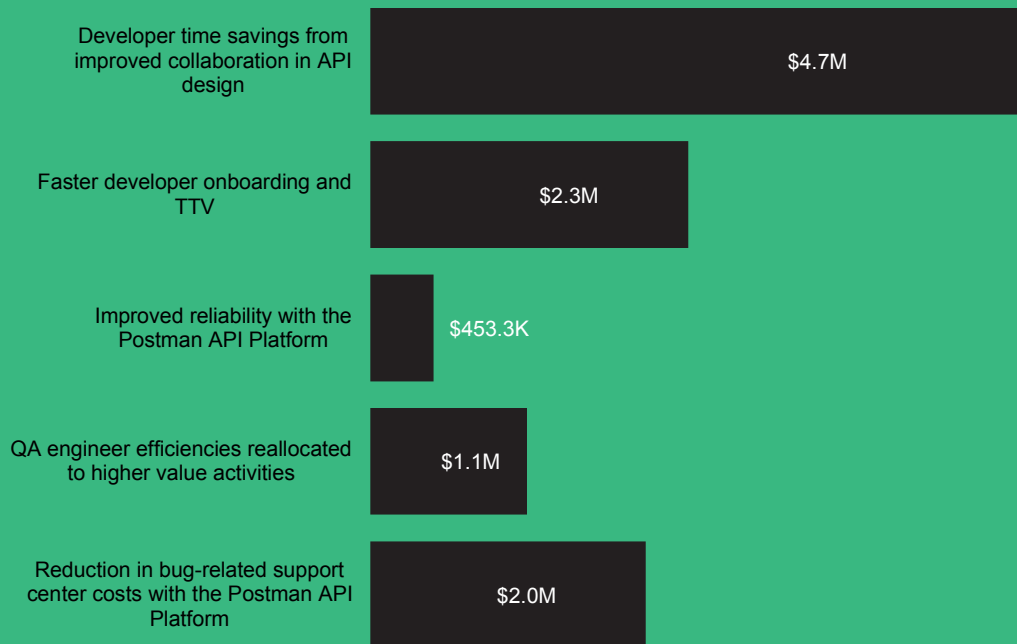 Developer time savings from
improved collaboration in API
design
$4.7M
Faster developer onboarding and
TTV
$2.3M
Improved reliability with the
Postman API Platform
$453.3K
QA engineer efficiencies reallocated
to higher value activities
$1.1M
Reduction in bug-related support
center costs with the Postman API
Platform
$2.0M